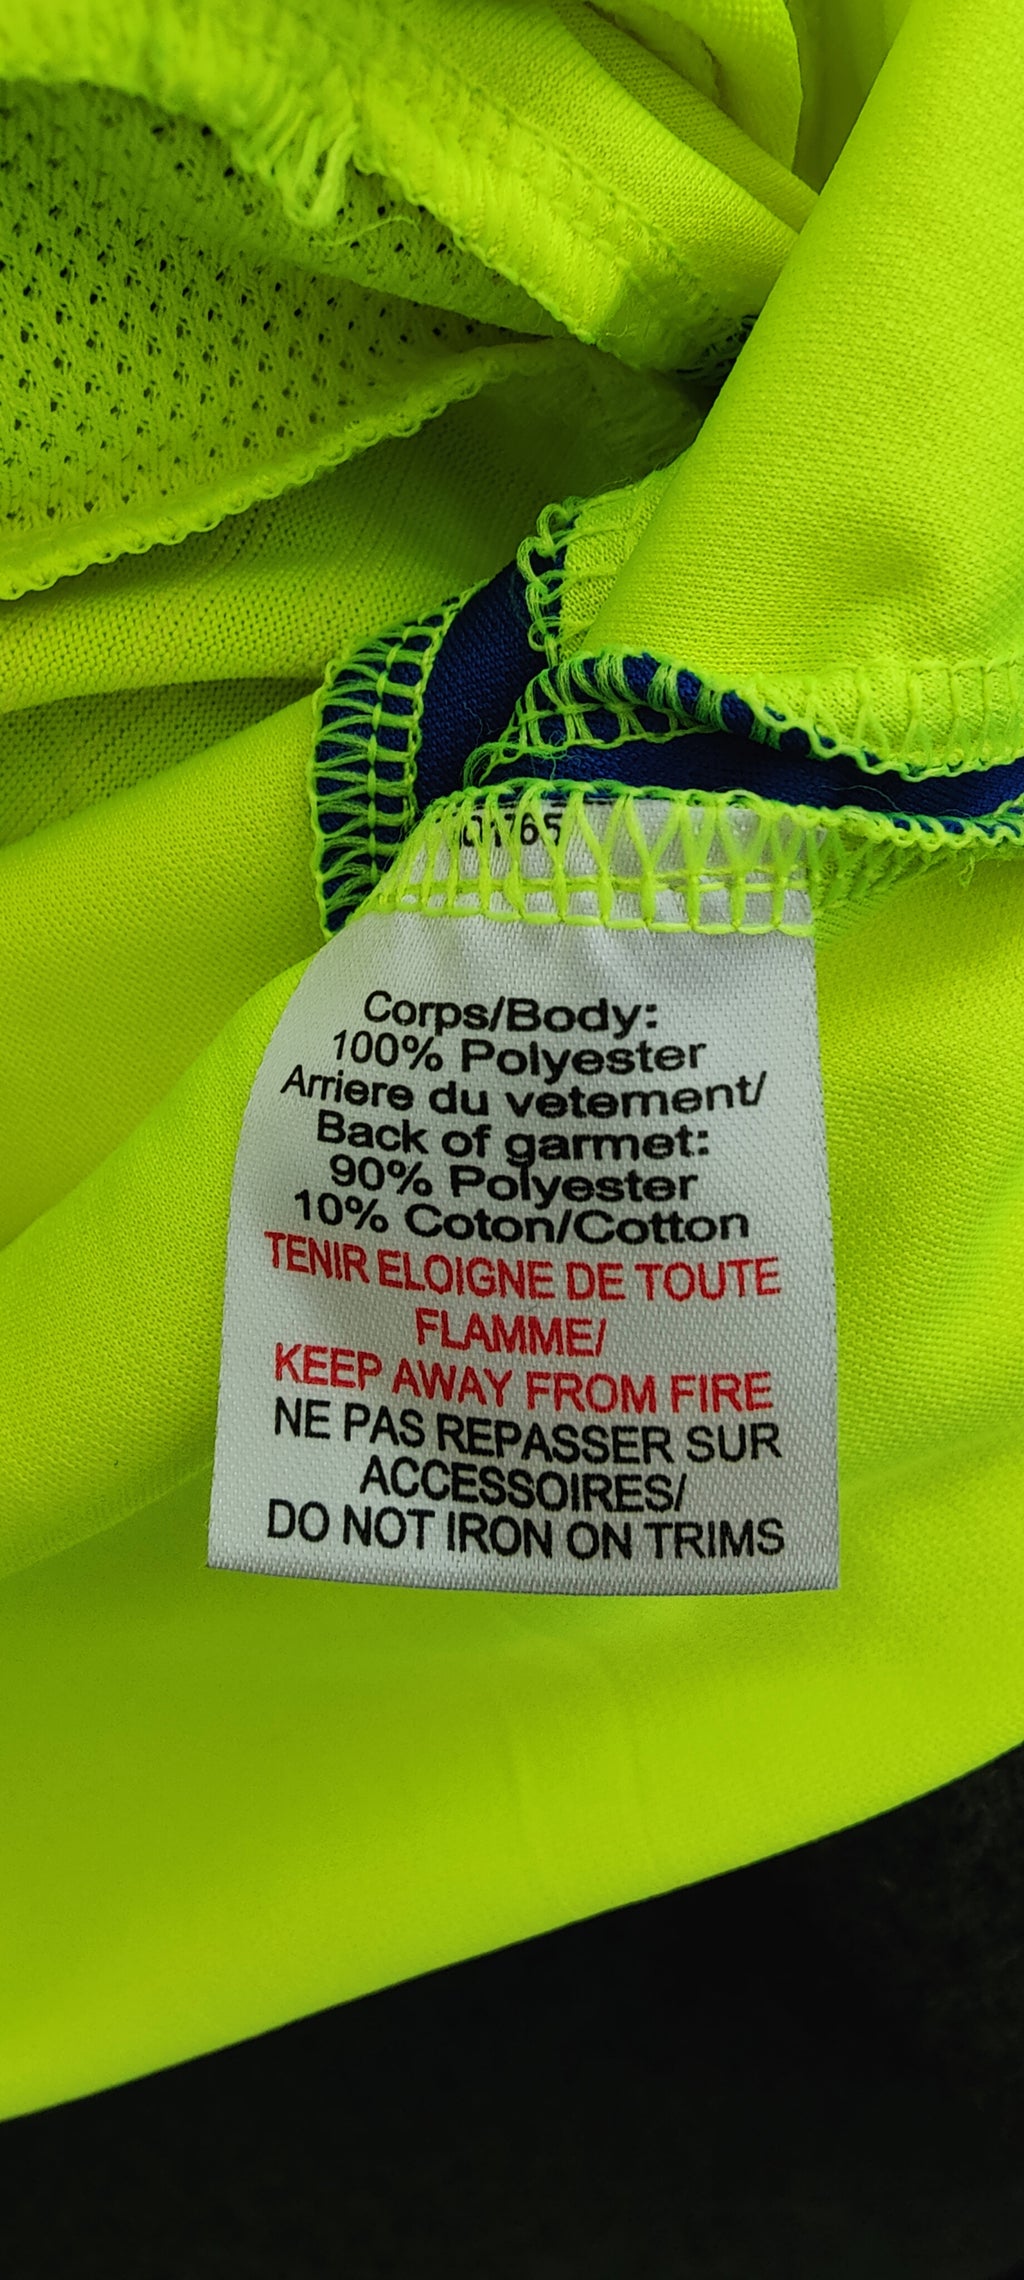 Corps/Body:
100% Polyester
Arriere du vetement/
Back of garmet:
90% Polyester
10% Coton/Cotton
TENIR ELOIGNE DE TOUTE
FLAMME/
KEEP AWAY FROM FIRE
NE PAS REPASSER SUR
ACCESSOIRES/
DO NOT IRON ON TRIMS